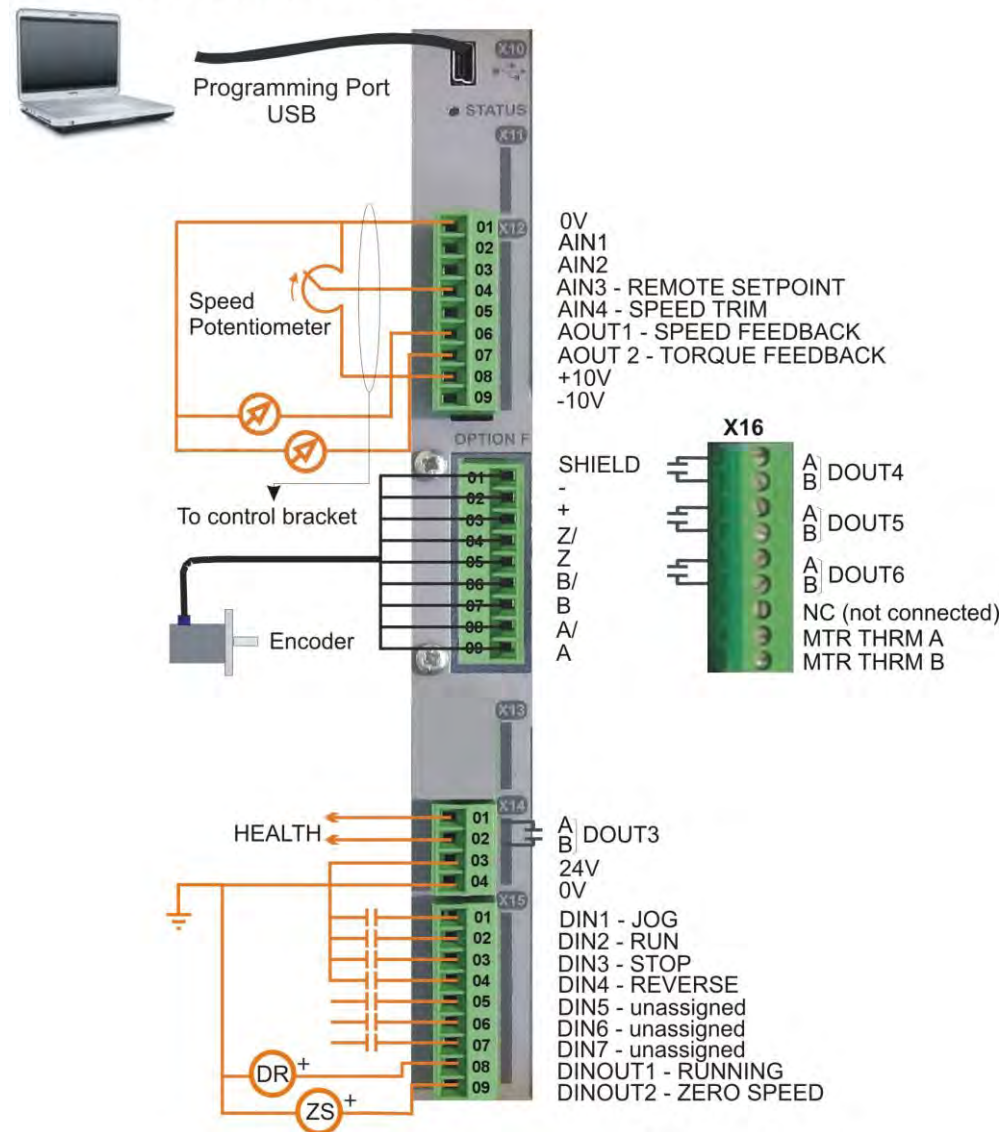 X10
Programming Port
USB
STATUS
X11
01 X12 0V
02 AIN1
03 AIN2
04 AIN3 - REMOTE SETPOINT
05 AIN4 - SPEED TRIM
06 AOUT1 - SPEED FEEDBACK
07 AOUT 2 - TORQUE FEEDBACK
08 +10V
09 -10V
Speed
Potentiometer
OPTION F
To control bracket
01 SHIELD
02 -
03 +
04 Z/
05 Z
06 B/
07 B
08 A/
09 A
Encoder
X16
A
B DOUT4
A
B DOUT5
A
B DOUT6
NC (not connected)
MTR THRM A
MTR THRM B
X13
X14
HEALTH
01 A
02 B DOUT3
03 24V
04 0V
X15
01 DIN1 - JOG
02 DIN2 - RUN
03 DIN3 - STOP
04 DIN4 - REVERSE
05 DIN5 - unassigned
06 DIN6 - unassigned
07 DIN7 - unassigned
08 DINOUT1 - RUNNING
09 DINOUT2 - ZERO SPEED
DR +
ZS +